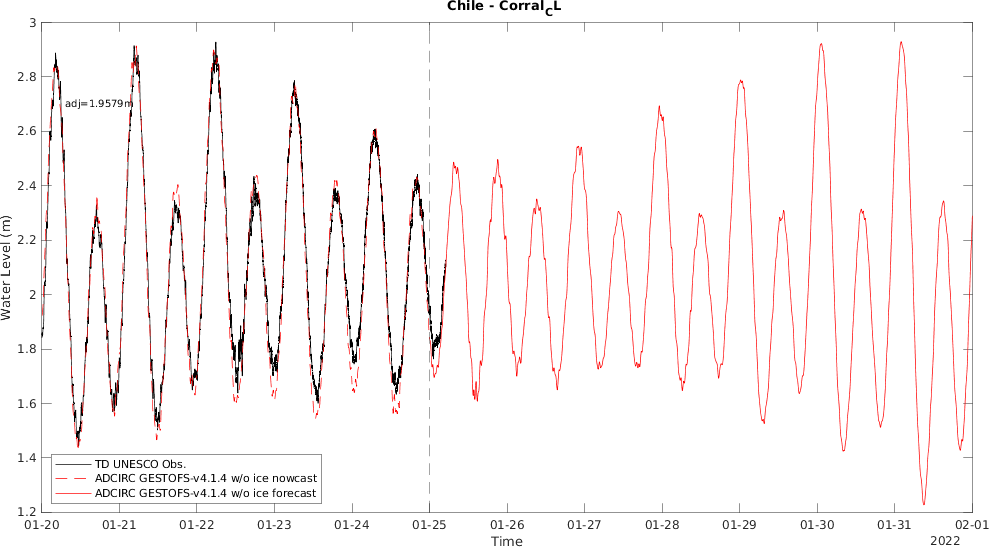 Chile - Corral_CL
3
2.8
2.6
2.4
2.2
2
1.8
1.6
1.4
1.2
Water Level (m)
adj=1.9579m
TD UNESCO Obs.
ADCIRC GESTOFS-v4.1.4 w/o ice nowcast
ADCIRC GESTOFS-v4.1.4 w/o ice forecast
01-20 01-21 01-22 01-23 01-24 01-25 01-26 01-27 01-28 01-29 01-30 01-31 02-01
Time
2022